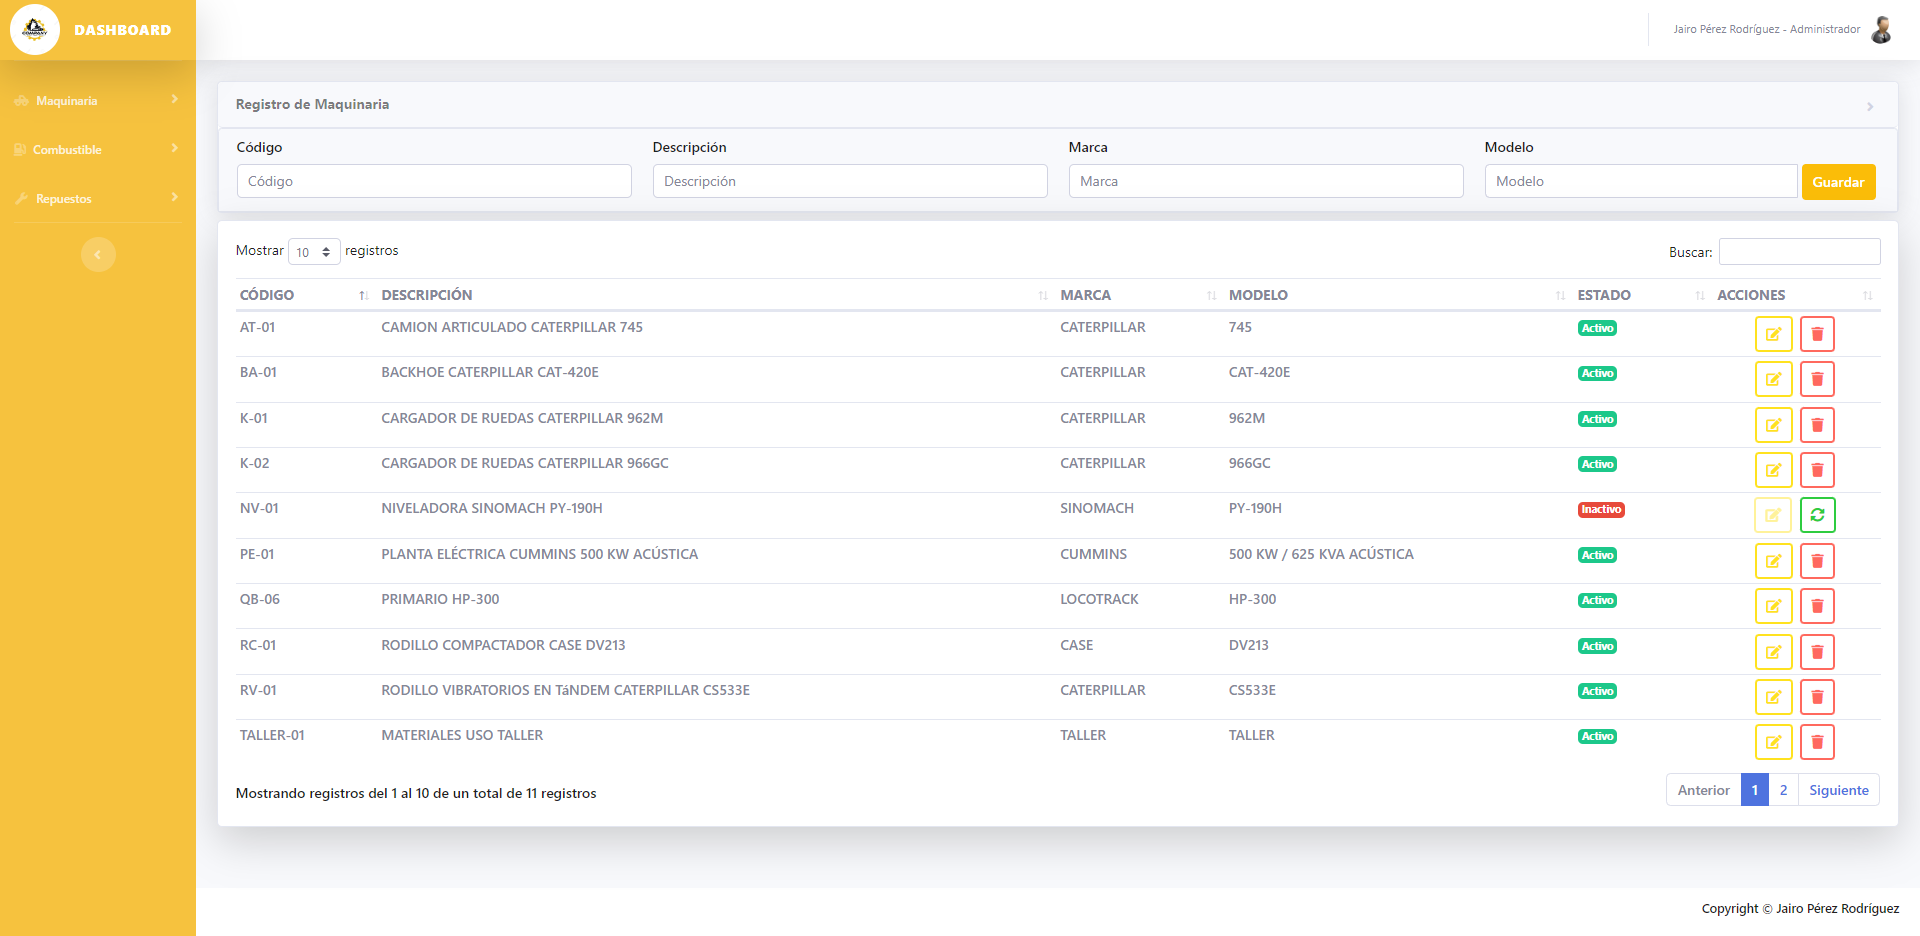 COMPANY
DASHBOARD
Jairo Pérez Rodríguez - Administrador
Maquinaria
Combustible
Repuestos
Registro de Maquinaria
Código Descripción Marca Modelo
Código Descripción Marca Modelo Guardar
Mostrar 10 registros Buscar:
CÓDIGO DESCRIPCIÓN MARCA MODELO ESTADO ACCIONES
AT-01 CAMION ARTICULADO CATERPILLAR 745 CATERPILLAR 745 Activo
BA-01 BACKHOE CATERPILLAR CAT-420E CATERPILLAR CAT-420E Activo
K-01 CARGADOR DE RUEDAS CATERPILLAR 962M CATERPILLAR 962M Activo
K-02 CARGADOR DE RUEDAS CATERPILLAR 966GC CATERPILLAR 966GC Activo
NV-01 NIVELADORA SINOMACH PY-190H SINOMACH PY-190H Inactivo
PE-01 PLANTA ELÉCTRICA CUMMINS 500 KW ACÚSTICA CUMMINS 500 KW / 625 KVA ACÚSTICA Activo
QB-06 PRIMARIO HP-300 LOCOTRACK HP-300 Activo
RC-01 RODILLO COMPACTADOR CASE DV213 CASE DV213 Activo
RV-01 RODILLO VIBRATORIOS EN TáNDEM CATERPILLAR CS533E CATERPILLAR CS533E Activo
TALLER-01 MATERIALES USO TALLER TALLER TALLER Activo
Mostrando registros del 1 al 10 de un total de 11 registros
Anterior 1 2 Siguiente
Copyright © Jairo Pérez Rodríguez